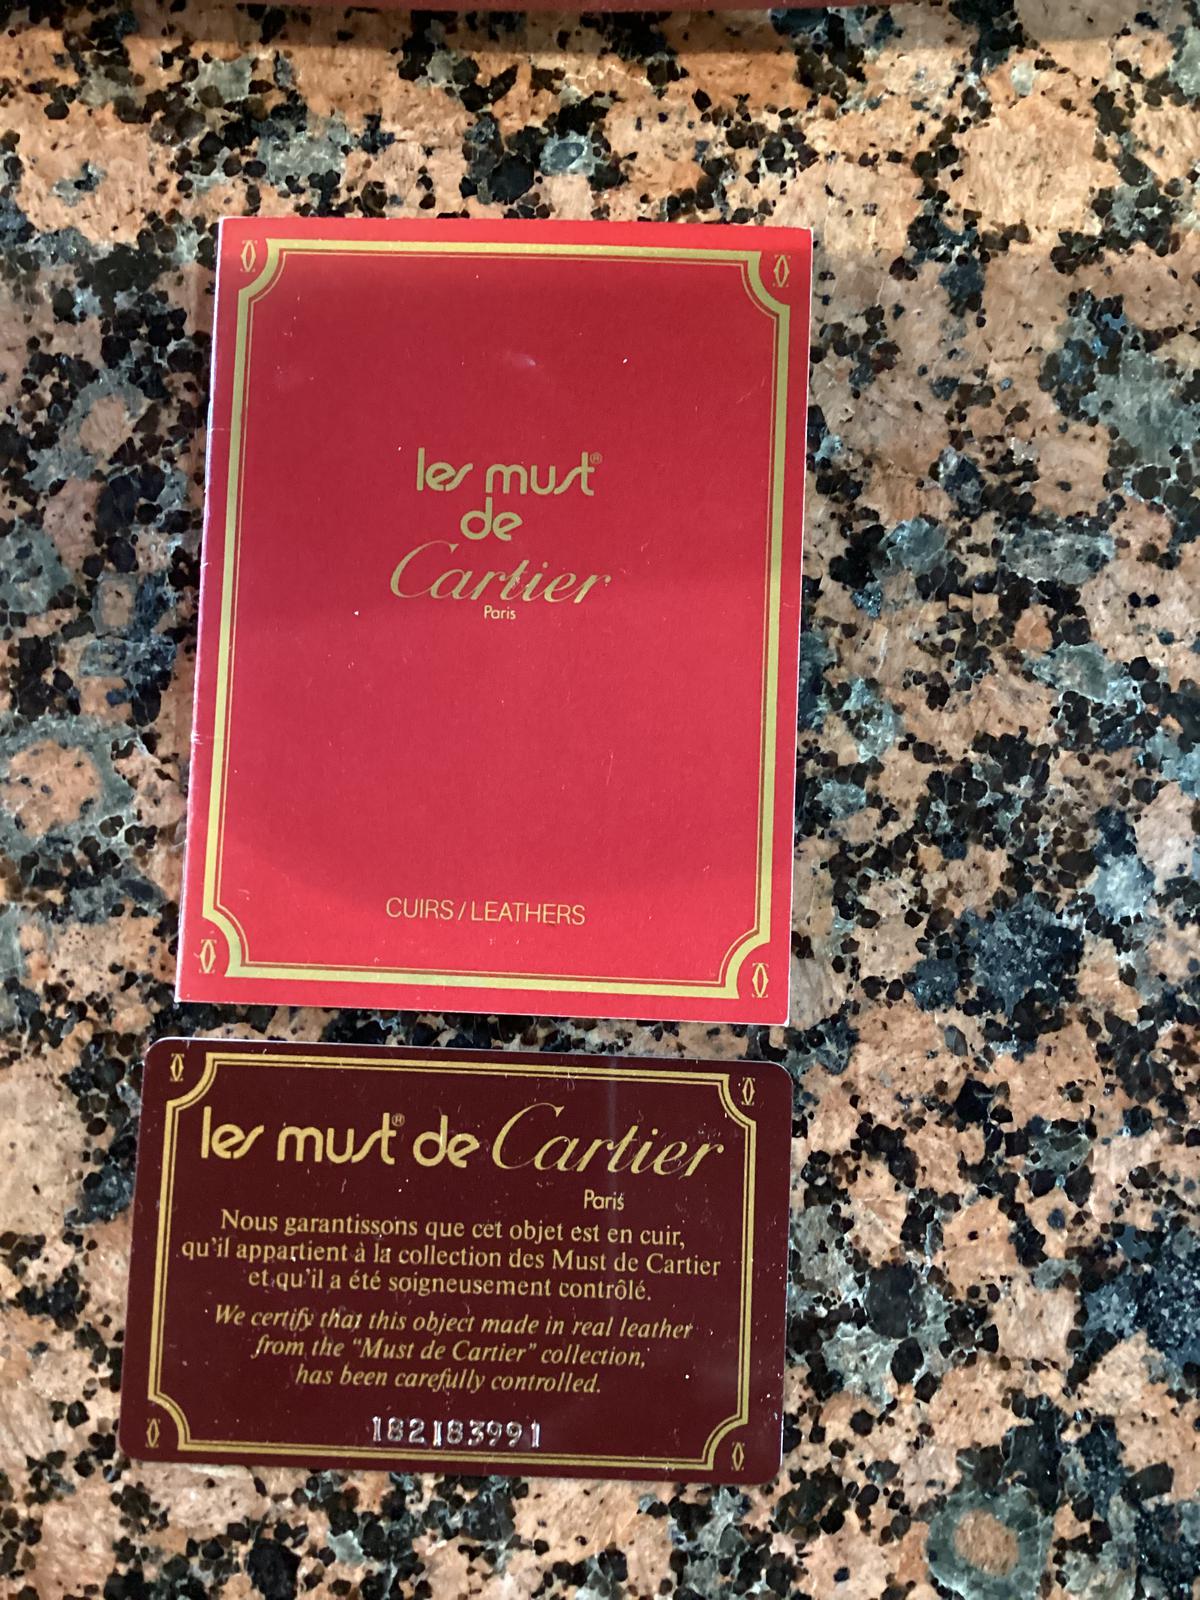 les must®
de
Cartier
Paris
CUIRS / LEATHERS
les must® de Cartier
Paris
Nous garantissons que cet objet est en cuir,
qu'il appartient à la collection des Must de Cartier
et qu'il a été soigneusement contrôlé.
We certify that this object made in real leather
from the "Must de Cartier" collection,
has been carefully controlled.
182183991